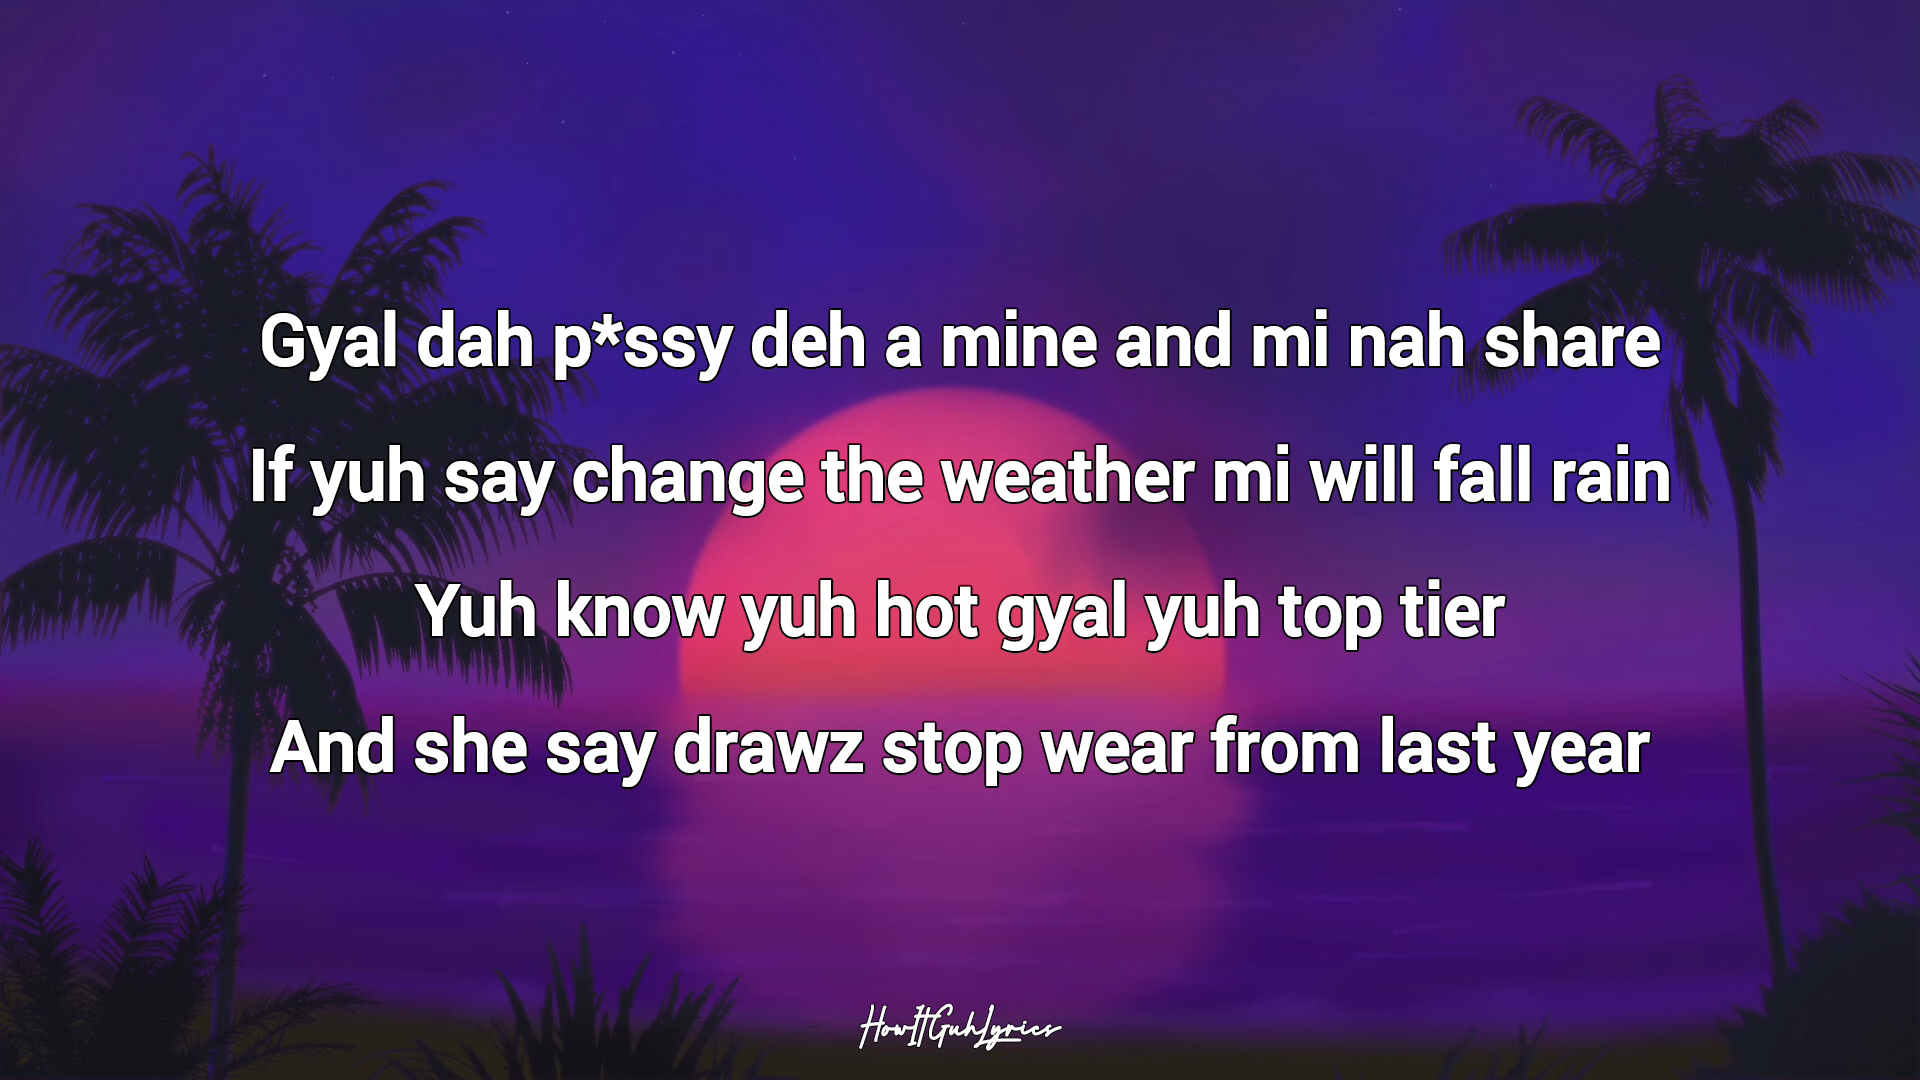 Gyal dah p*ssy deh a mine and mi nah share
If yuh say change the weather mi will fall rain
Yuh know yuh hot gyal yuh top tier
And she say drawz stop wear from last year
HowItGuhLyrics